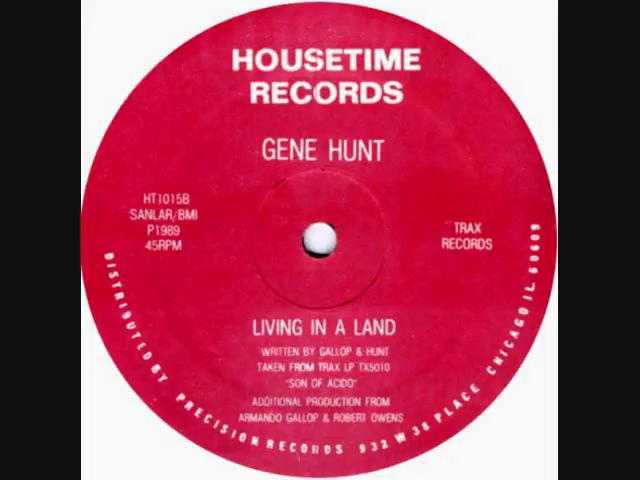 HOUSETIME
RECORDS
GENE HUNT
HT1015B
SANLAR/BMI
P1989
45RPM
TRAX
RECORDS
LIVING IN A LAND
WRITTEN BY GALLOP & HUNT
TAKEN FROM TRAX LP TX5010
"SON OF ACIDO"
ADDITIONAL PRODUCTION FROM
ARMANDO GALLOP & ROBERT OWENS
DISTRIBUTED BY PRECISION RECORDS 932 W 38 PLACE CHICAGO IL. 60609